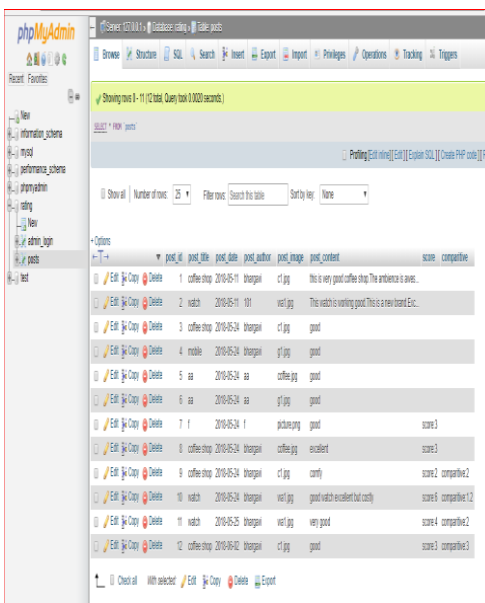 phpMyAdmin
Recent Favorites
New
information_schema
mysql
performance_schema
phpmyadmin
rating
New
admin_login
posts
test
Server: 127.0.0.1 » Database: rating » Table: posts
Browse Structure SQL Search Insert Export Import Privileges Operations Tracking Triggers
Showing rows 0 - 11 (12 total, Query took 0.0020 seconds.)
SELECT * FROM `posts`
Profiling [Edit inline] [ Edit ] [ Explain SQL ] [ Create PHP code ] [
Show all Number of rows: 25 Filter rows: Search this table Sort by key: None
+ Options
post_id post_title post_date post_author post_image post_content score comparitive
Edit Copy Delete 1 coffee shop 2018-05-11 bhargavi c1.jpg this is very good coffee shop.The ambience is awes...
Edit Copy Delete 2 watch 2018-05-11 101 wat1.jpg This watch is working good.This is a new brand.Exc...
Edit Copy Delete 3 coffee shop 2018-05-24 bhargavi c1.jpg good
Edit Copy Delete 4 mobile 2018-05-24 bhargavi g1.jpg good
Edit Copy Delete 5 aa 2018-05-24 aa coffee.jpg good
Edit Copy Delete 6 aa 2018-05-24 aa g1.jpg good
Edit Copy Delete 7 f 2018-05-24 f picture.png good score:3
Edit Copy Delete 8 coffee shop 2018-05-24 bhargavi coffee.jpg excellent score:3
Edit Copy Delete 9 coffee shop 2018-05-24 bhargavi c1.jpg comfy score:2 comparitive:2
Edit Copy Delete 10 watch 2018-05-24 bhargavi wat1.jpg good watch excellent but costly score:6 comparitive:1.2
Edit Copy Delete 11 watch 2018-05-25 bhargavi wat1.jpg very good score:4 comparitive:2
Edit Copy Delete 12 coffee shop 2018-06-02 bhargavi c1.jpg good score:3 comparitive:3
Check all With selected: Edit Copy Delete Export